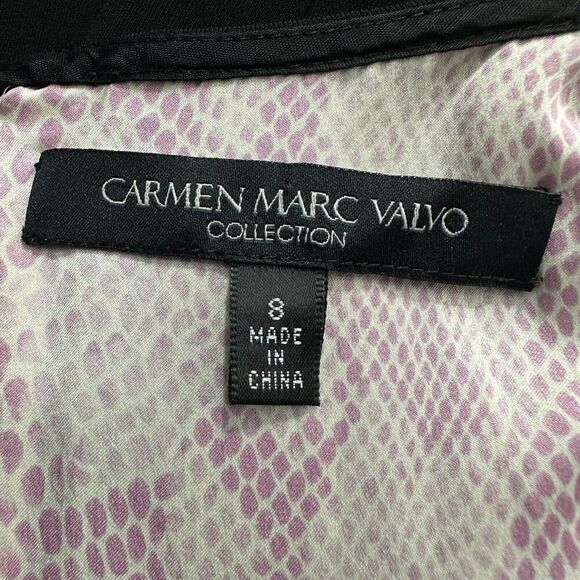 CARMEN MARC VALVO
COLLECTION
8
MADE
IN
CHINA